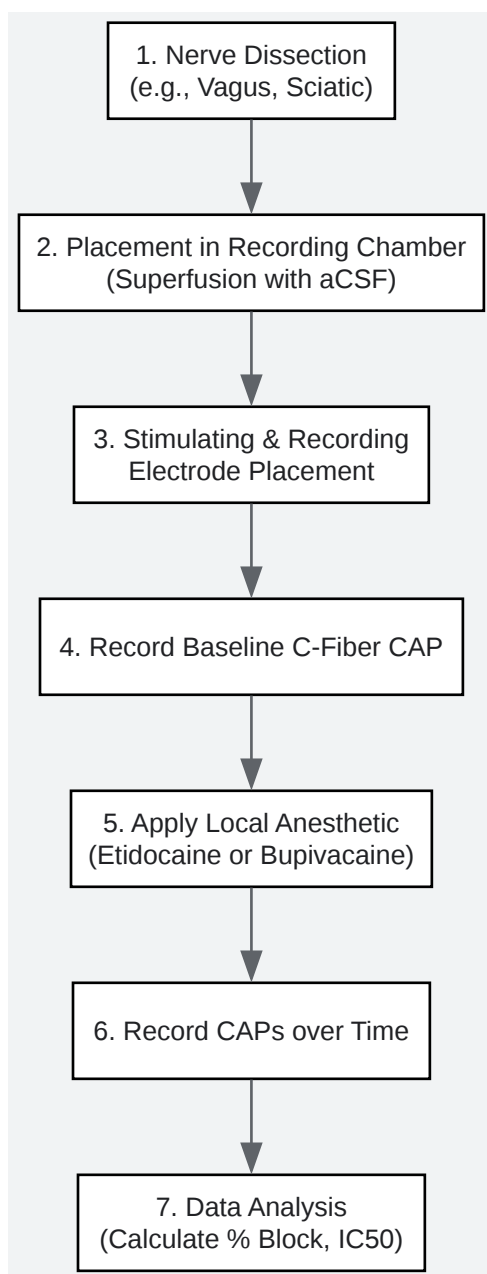 1. Nerve Dissection
(e.g., Vagus, Sciatic)
2. Placement in Recording Chamber
(Superfusion with aCSF)
3. Stimulating & Recording
Electrode Placement
4. Record Baseline C-Fiber CAP
5. Apply Local Anesthetic
(Etidocaine or Bupivacaine)
6. Record CAPs over Time
7. Data Analysis
(Calculate % Block, IC50)